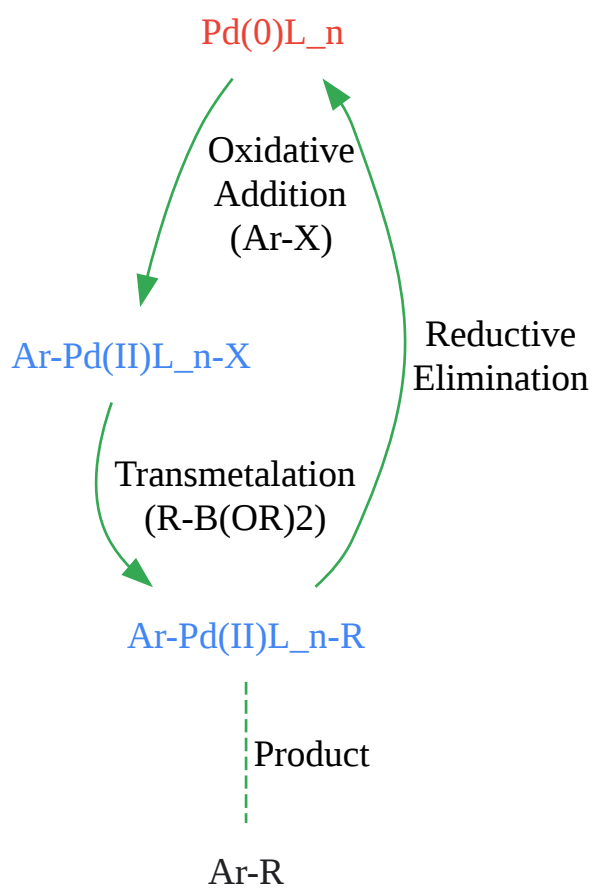 Pd(0)L_n
Oxidative
Addition
(Ar-X)
Reductive
Elimination
Ar-Pd(II)L_n-X
Transmetalation
(R-B(OR)2)
Ar-Pd(II)L_n-R
Product
Ar-R